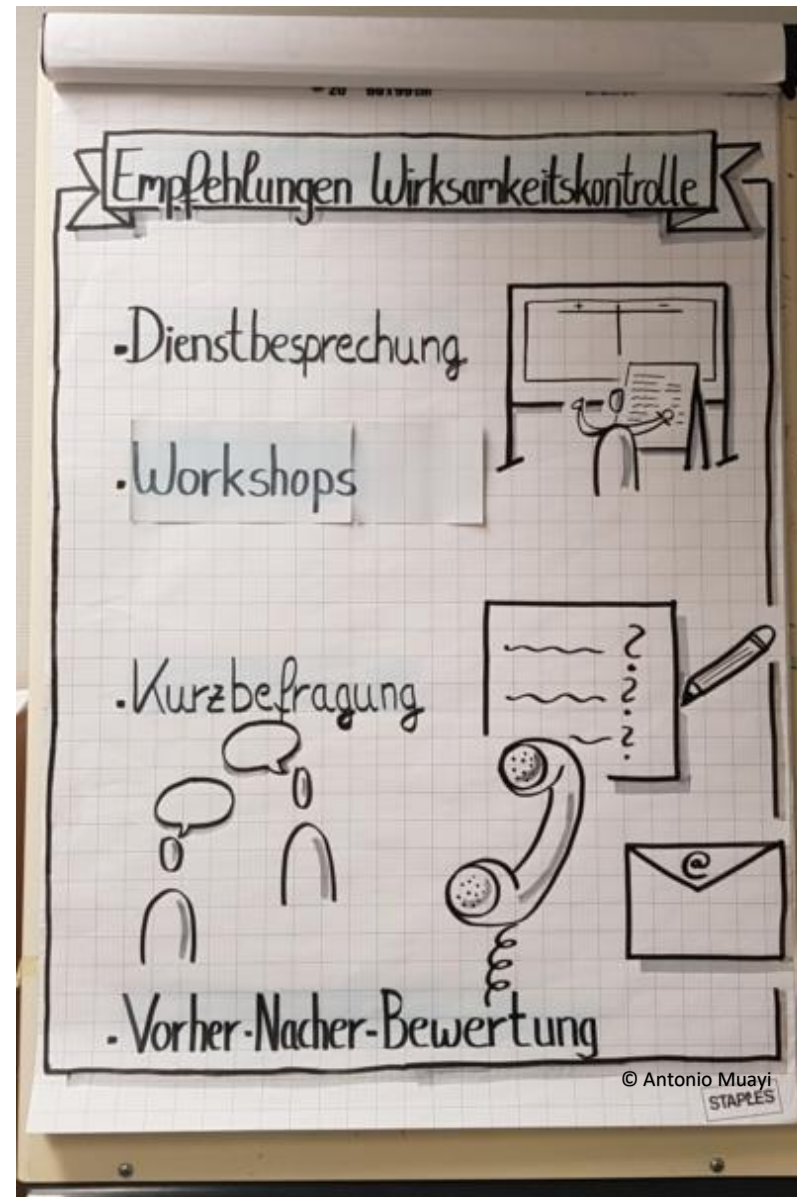 Empfehlungen Wirksamkeitskontrolle
+ -
·Dienstbesprechung
·Workshops
?
?
?
·Kurzbefragung
@
·Vorher-Nacher-Bewertung
© Antonio Muayi
STAPLES